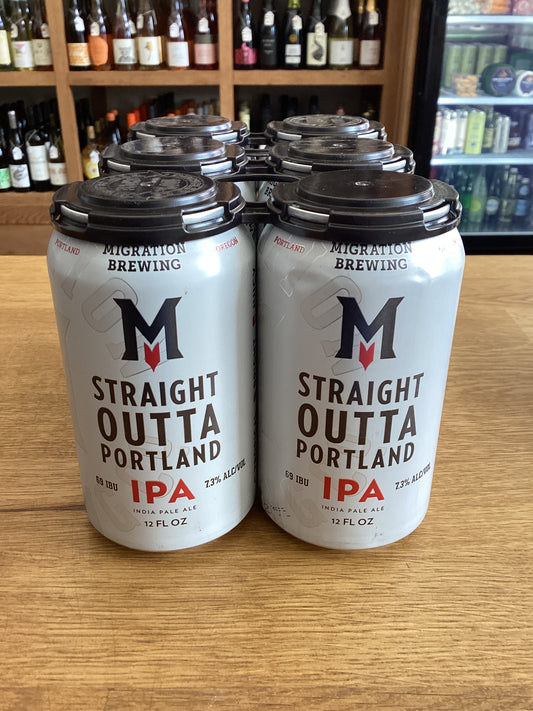 PORTLAND
OREGON
MIGRATION
BREWING
M
STRAIGHT
OUTTA
PORTLAND
69 IBU
7.3% ALC/VOL
IPA
INDIA PALE ALE
12 FL OZ
PORTLAND
MIGRATION
BREWING
M
STRAIGHT
OUTTA
PORTLAND
69 IBU
7.3% ALC/VOL
IPA
INDIA PALE ALE
12 FL OZ